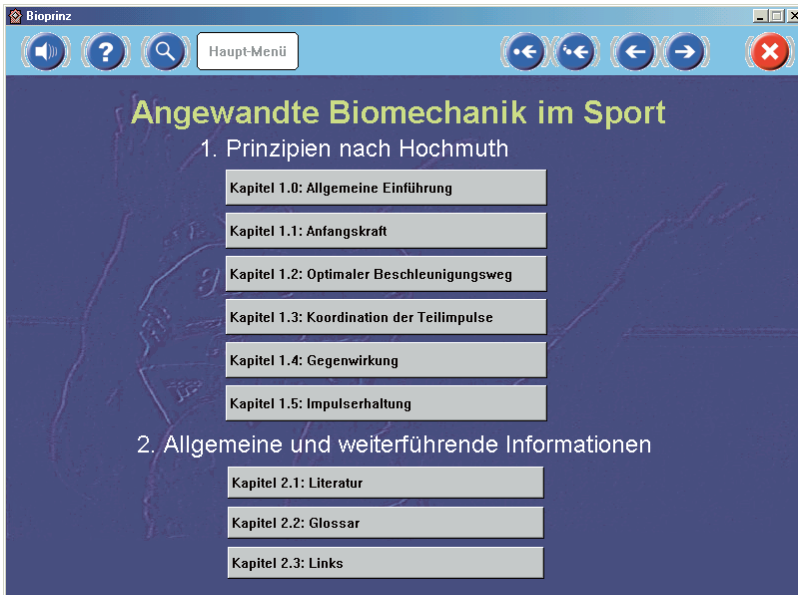 Bioprinz
Haupt-Menü
Angewandte Biomechanik im Sport
1. Prinzipien nach Hochmuth
Kapitel 1.0: Allgemeine Einführung
Kapitel 1.1: Anfangskraft
Kapitel 1.2: Optimaler Beschleunigungsweg
Kapitel 1.3: Koordination der Teilimpulse
Kapitel 1.4: Gegenwirkung
Kapitel 1.5: Impulserhaltung
2. Allgemeine und weiterführende Informationen
Kapitel 2.1: Literatur
Kapitel 2.2: Glossar
Kapitel 2.3: Links